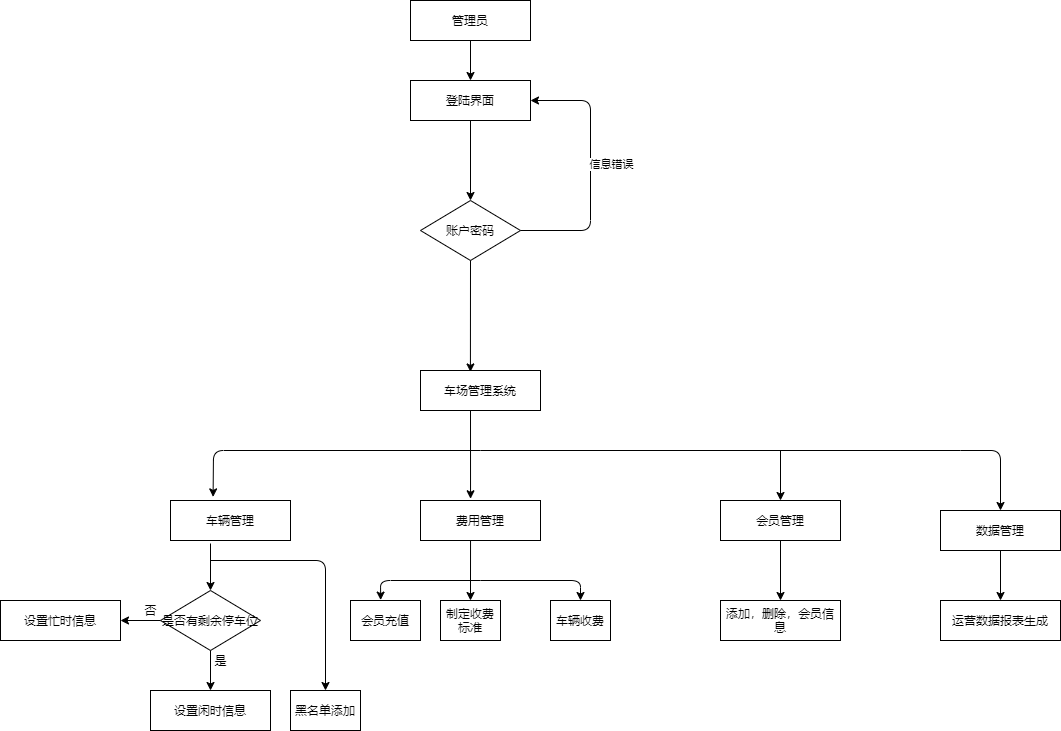 管理员
登陆界面
信息错误
账户密码
车场管理系统
车辆管理
费用管理
会员管理
数据管理
设置忙时信息
否
是否有剩余停车位
会员充值
制定收费
标准
车辆收费
添加，删除，会员信
息
运营数据报表生成
是
设置闲时信息
黑名单添加